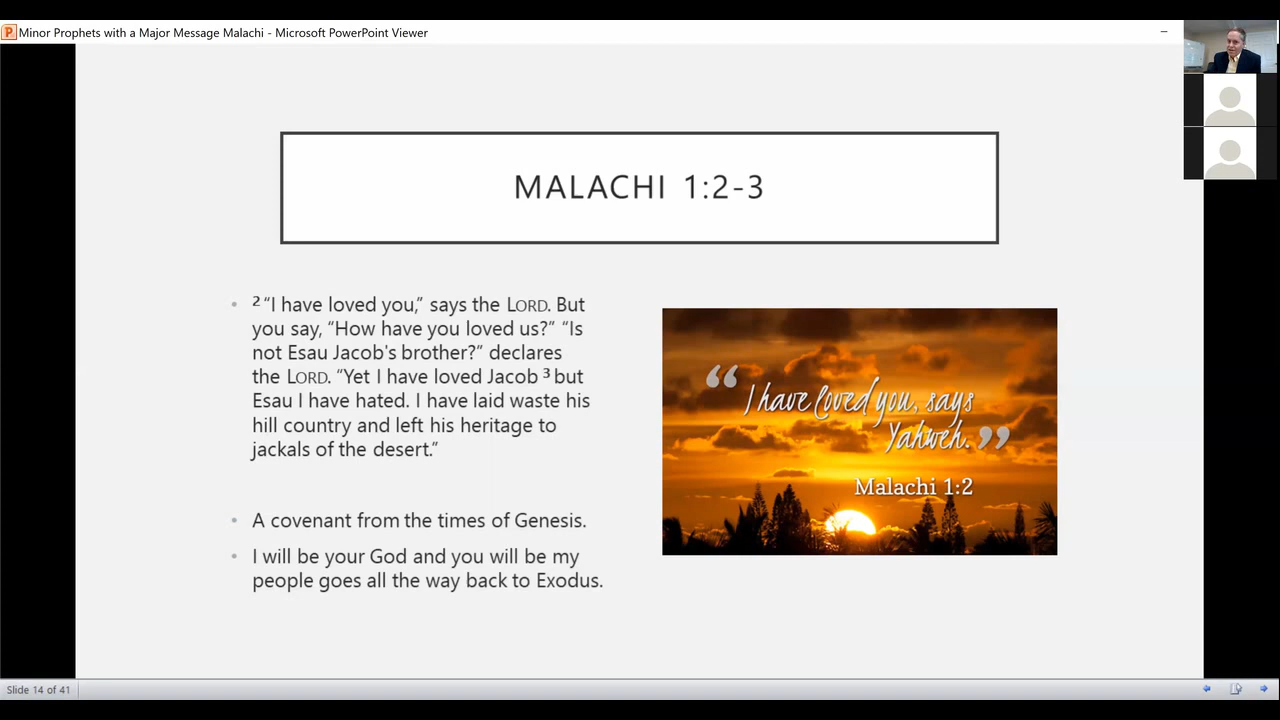 Minor Prophets with a Major Message Malachi - Microsoft PowerPoint Viewer
MALACHI 1:2-3
• ² “I have loved you,” says the LORD. But
you say, “How have you loved us?” “Is
not Esau Jacob's brother?” declares
the LORD. “Yet I have loved Jacob ³ but
Esau I have hated. I have laid waste his
hill country and left his heritage to
jackals of the desert.”
• A covenant from the times of Genesis.
• I will be your God and you will be my
people goes all the way back to Exodus.
“I have loved you, says
Yahweh.”
Malachi 1:2
Slide 14 of 41